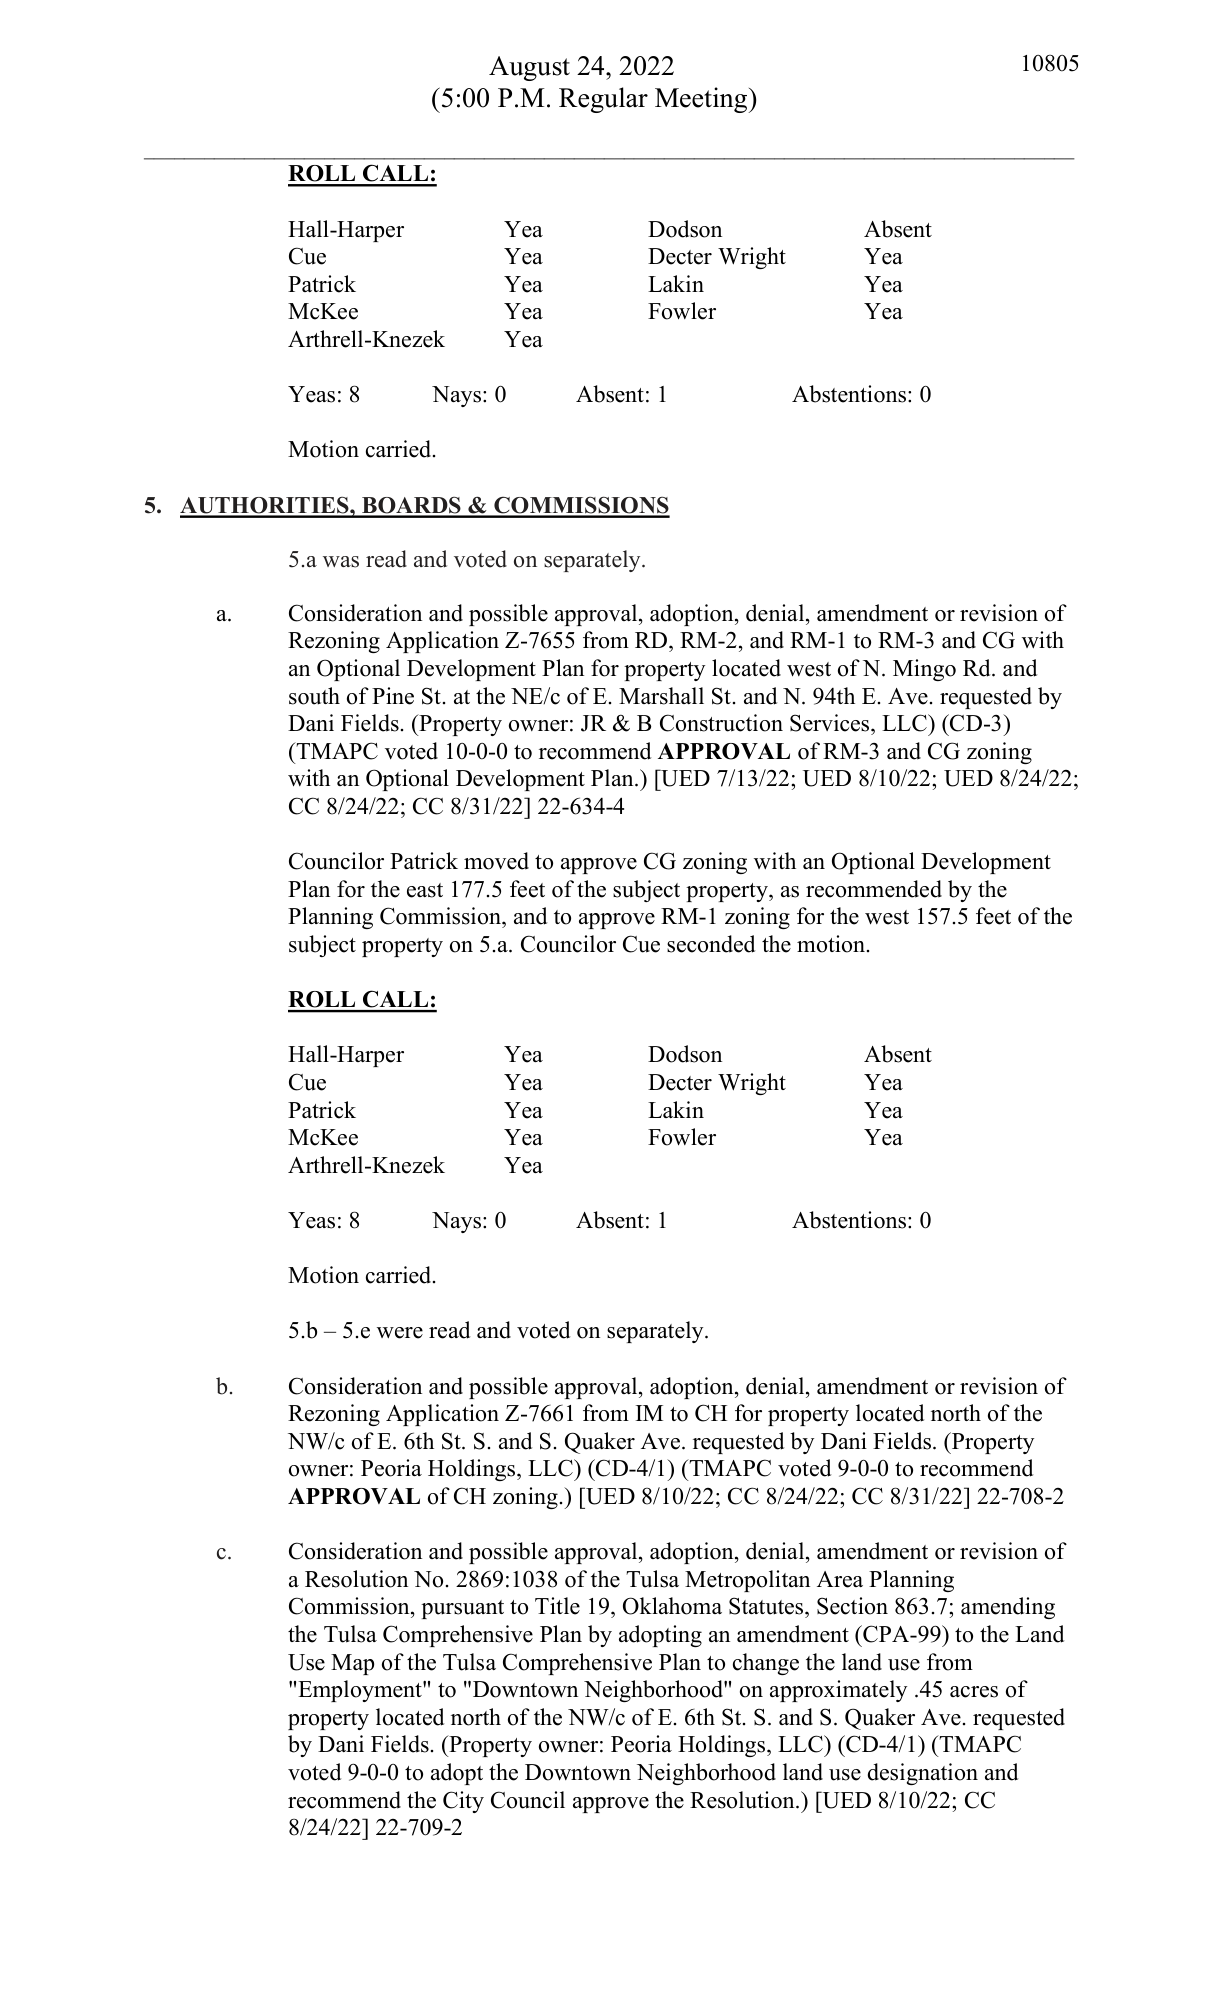 August 24, 2022 10805
(5:00 P.M. Regular Meeting)
ROLL CALL:
Hall-Harper Yea Dodson Absent
Cue Yea Decter Wright Yea
Patrick Yea Lakin Yea
McKee Yea Fowler Yea
Arthrell-Knezek Yea
Yeas: 8 Nays: 0 Absent: 1 Abstentions: 0
Motion carried.
5. AUTHORITIES, BOARDS & COMMISSIONS
5.a was read and voted on separately.
a. Consideration and possible approval, adoption, denial, amendment or revision of
Rezoning Application Z-7655 from RD, RM-2, and RM-1 to RM-3 and CG with
an Optional Development Plan for property located west of N. Mingo Rd. and
south of Pine St. at the NE/c of E. Marshall St. and N. 94th E. Ave. requested by
Dani Fields. (Property owner: JR & B Construction Services, LLC) (CD-3)
(TMAPC voted 10-0-0 to recommend APPROVAL of RM-3 and CG zoning
with an Optional Development Plan.) [UED 7/13/22; UED 8/10/22; UED 8/24/22;
CC 8/24/22; CC 8/31/22] 22-634-4
Councilor Patrick moved to approve CG zoning with an Optional Development
Plan for the east 177.5 feet of the subject property, as recommended by the
Planning Commission, and to approve RM-1 zoning for the west 157.5 feet of the
subject property on 5.a. Councilor Cue seconded the motion.
ROLL CALL:
Hall-Harper Yea Dodson Absent
Cue Yea Decter Wright Yea
Patrick Yea Lakin Yea
McKee Yea Fowler Yea
Arthrell-Knezek Yea
Yeas: 8 Nays: 0 Absent: 1 Abstentions: 0
Motion carried.
5.b – 5.e were read and voted on separately.
b. Consideration and possible approval, adoption, denial, amendment or revision of
Rezoning Application Z-7661 from IM to CH for property located north of the
NW/c of E. 6th St. S. and S. Quaker Ave. requested by Dani Fields. (Property
owner: Peoria Holdings, LLC) (CD-4/1) (TMAPC voted 9-0-0 to recommend
APPROVAL of CH zoning.) [UED 8/10/22; CC 8/24/22; CC 8/31/22] 22-708-2
c. Consideration and possible approval, adoption, denial, amendment or revision of
a Resolution No. 2869:1038 of the Tulsa Metropolitan Area Planning
Commission, pursuant to Title 19, Oklahoma Statutes, Section 863.7; amending
the Tulsa Comprehensive Plan by adopting an amendment (CPA-99) to the Land
Use Map of the Tulsa Comprehensive Plan to change the land use from
"Employment" to "Downtown Neighborhood" on approximately .45 acres of
property located north of the NW/c of E. 6th St. S. and S. Quaker Ave. requested
by Dani Fields. (Property owner: Peoria Holdings, LLC) (CD-4/1) (TMAPC
voted 9-0-0 to adopt the Downtown Neighborhood land use designation and
recommend the City Council approve the Resolution.) [UED 8/10/22; CC
8/24/22] 22-709-2